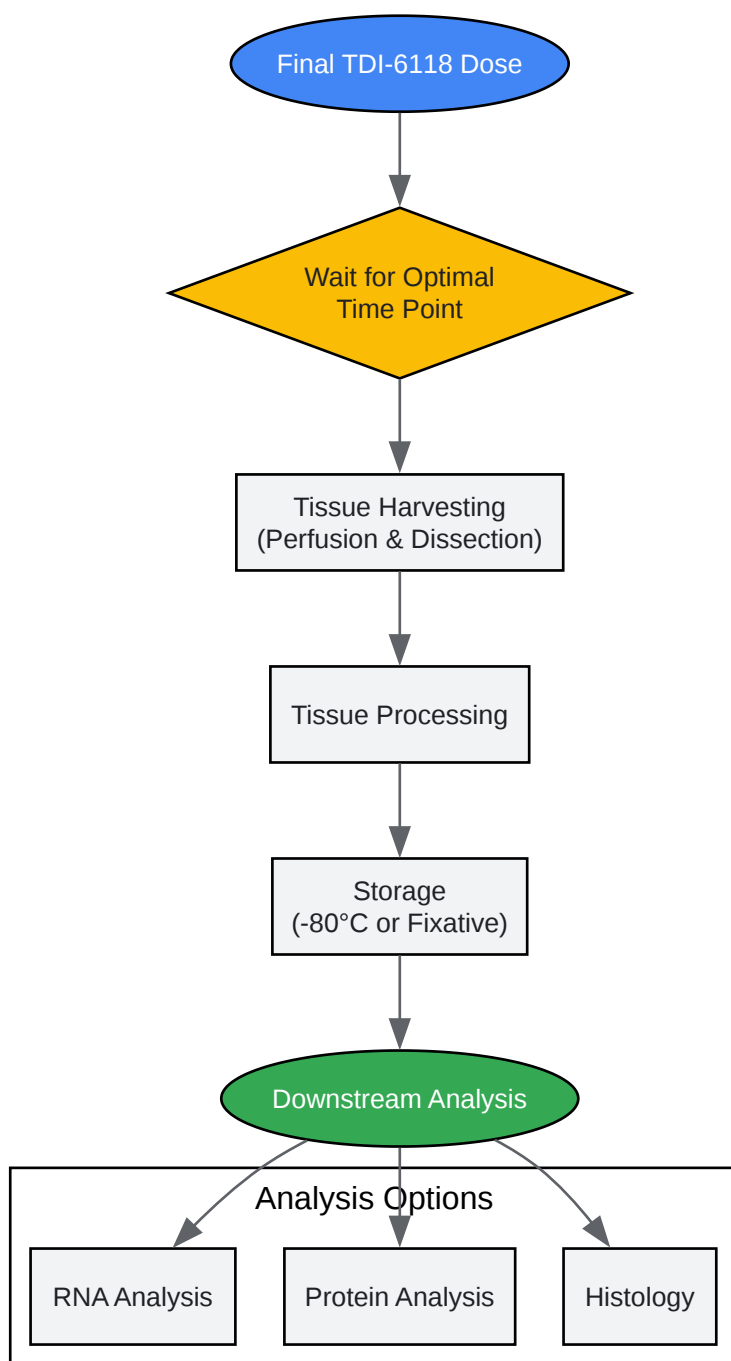 Final TDI-6118 Dose
Wait for Optimal
Time Point
Tissue Harvesting
(Perfusion & Dissection)
Tissue Processing
Storage
(-80°C or Fixative)
Downstream Analysis
Analysis Options
RNA Analysis
Protein Analysis
Histology